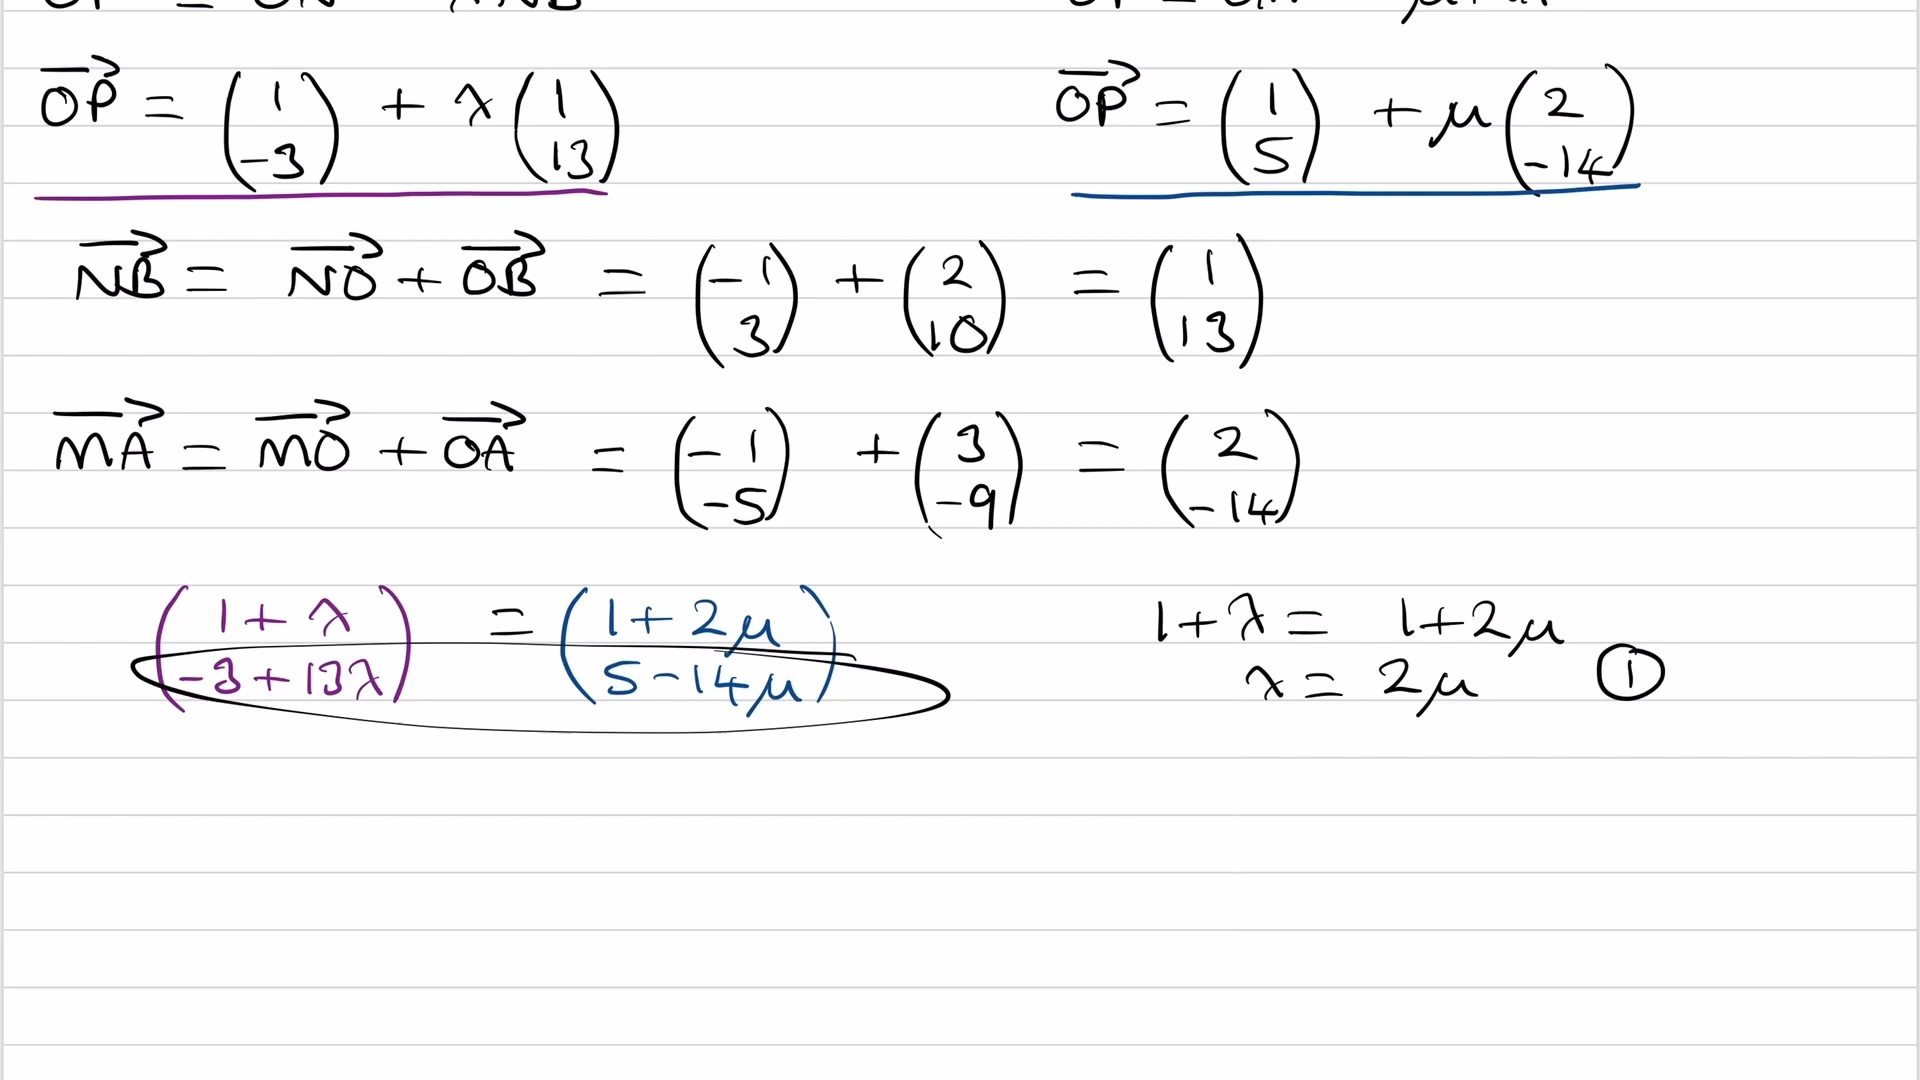 OP→ = (1 -3) + λ(1 13)    OP→ = (1 5) + μ(2 -14)
NB→ = NO→ + OB→ = (-1 3) + (2 10) = (1 13)
MA→ = MO→ + OA→ = (-1 -5) + (3 -9) = (2 -14)
(1 + λ -3 + 13λ) = (1 + 2μ 5 - 14μ)
1 + λ = 1 + 2μ
λ = 2μ ①